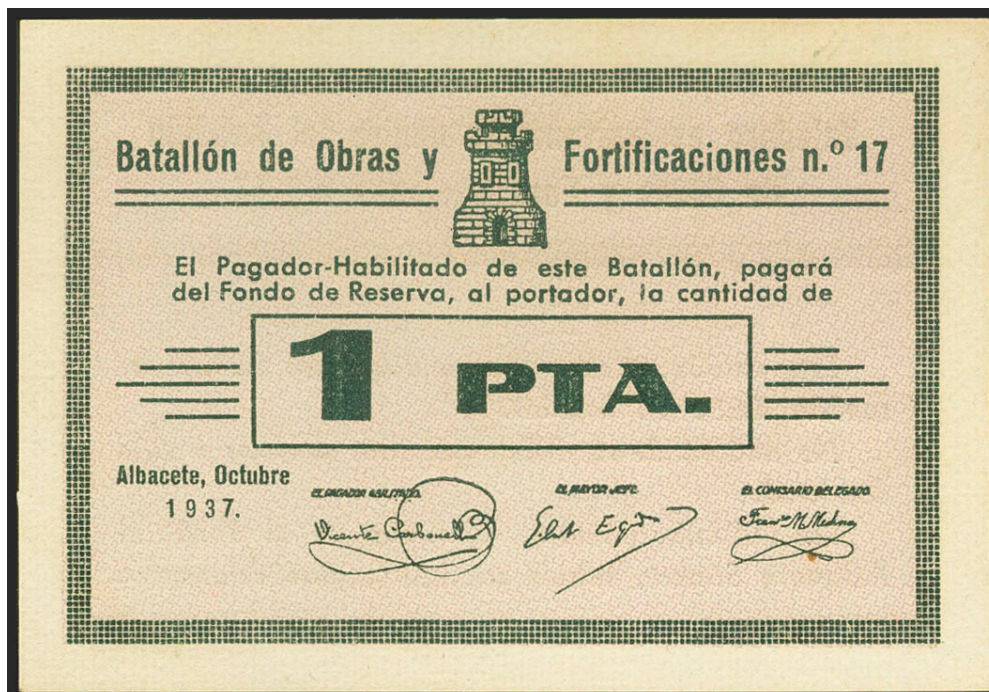 Batallón de Obras y Fortificaciones n.º 17
El Pagador-Habilitado de este Batallón, pagará
del Fondo de Reserva, al portador, la cantidad de
1 PTA.
Albacete, Octubre
1937.
EL PAGADOR HABILITADO, EL MAYOR JEFE EL COMISARIO DELEGADO
Vicente Carbonell